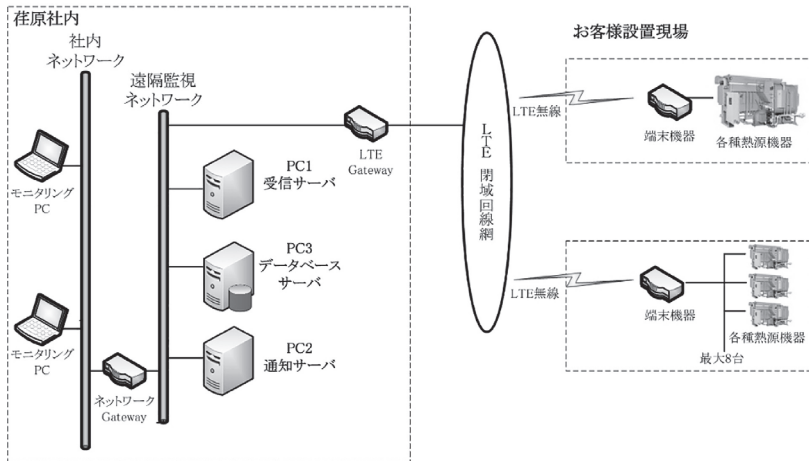 荏原社内
社内
ネットワーク
遠隔監視
ネットワーク
モニタリング
PC
モニタリング
PC
ネットワーク
Gateway
PC1
受信サーバ
PC3
データベース
サーバ
PC2
通知サーバ
LTE
Gateway
LTE 閉域回線網
お客様設置現場
LTE無線
端末機器
各種熱源機器
LTE無線
端末機器
各種熱源機器
最大8台